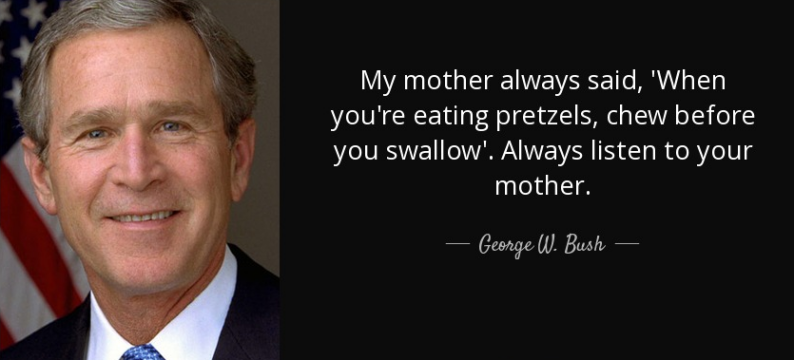 My mother always said, 'When
you're eating pretzels, chew before
you swallow'. Always listen to your
mother.
George W. Bush